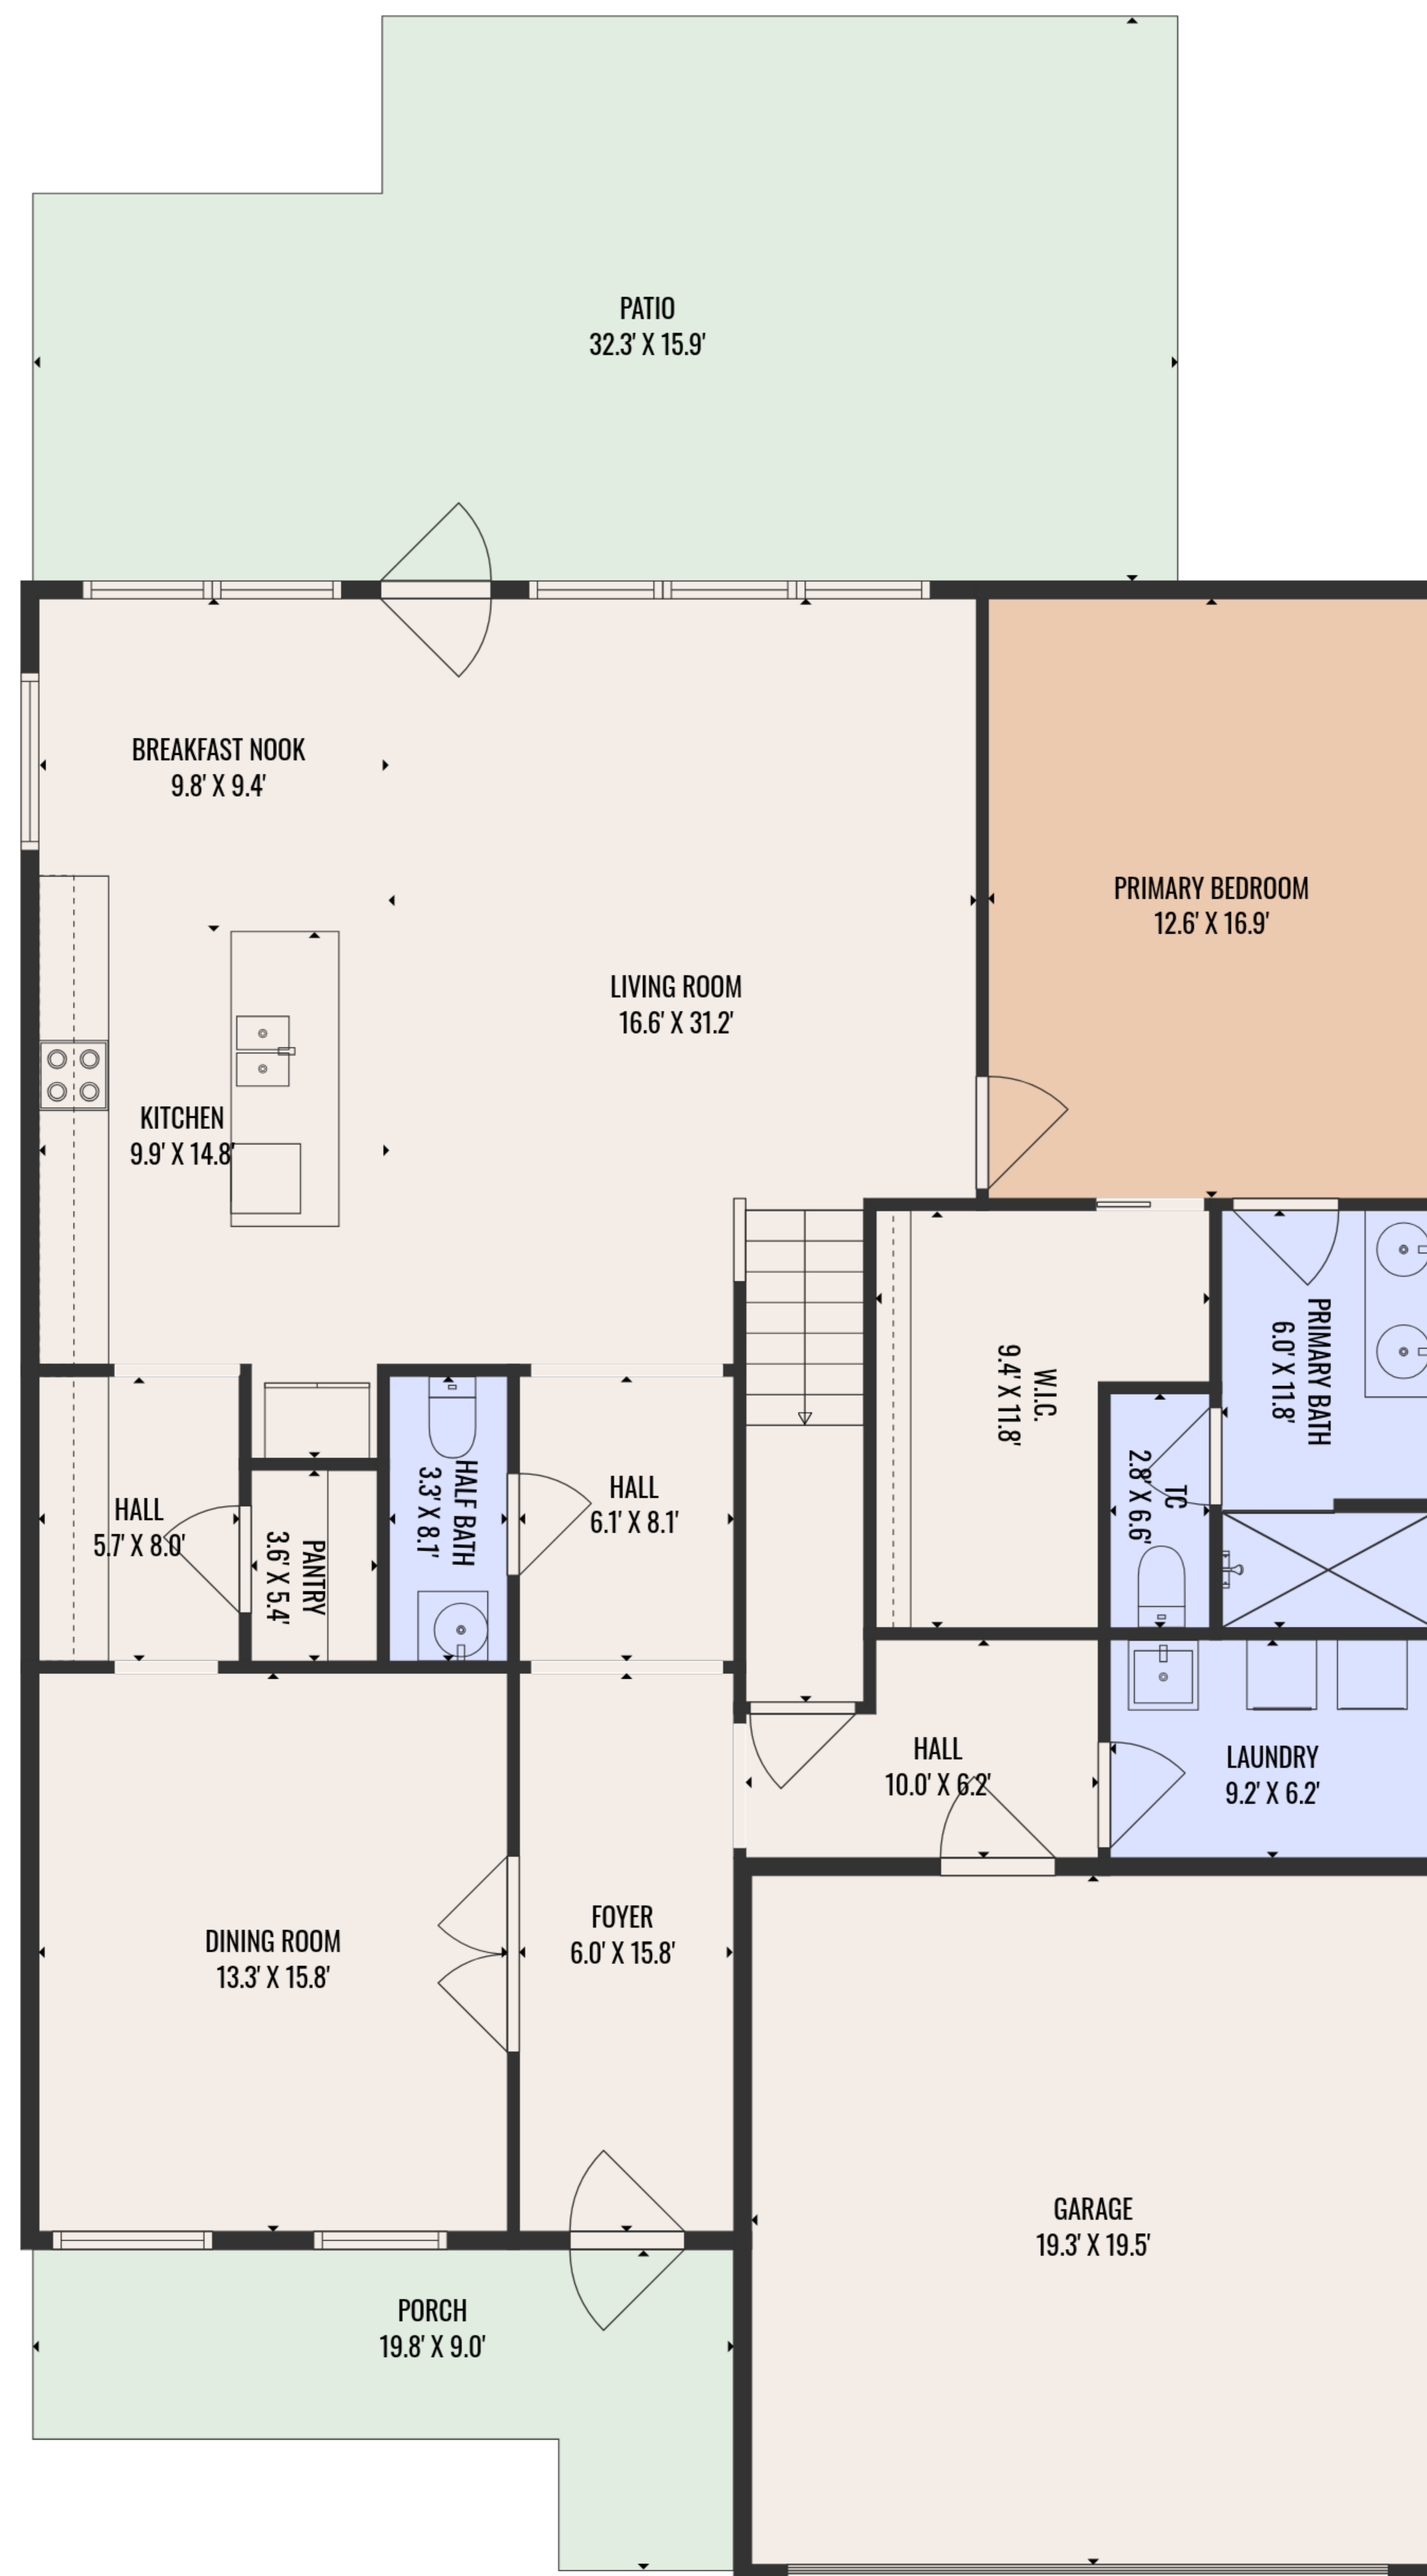 PATIO
32.3' X 15.9'
BREAKFAST NOOK
9.8' X 9.4'
PRIMARY BEDROOM
12.6' X 16.9'
LIVING ROOM
16.6' X 31.2'
KITCHEN
9.9' X 14.8'
PRIMARY BATH
6.0' X 11.8'
W.I.C.
9.4' X 11.8'
TC
2.8' X 6.6'
HALL
5.7' X 8.0'
PANTRY
3.6' X 5.4'
HALF BATH
3.3' X 8.1'
HALL
6.1' X 8.1'
HALL
10.0' X 6.2'
LAUNDRY
9.2' X 6.2'
DINING ROOM
13.3' X 15.8'
FOYER
6.0' X 15.8'
GARAGE
19.3' X 19.5'
PORCH
19.8' X 9.0'